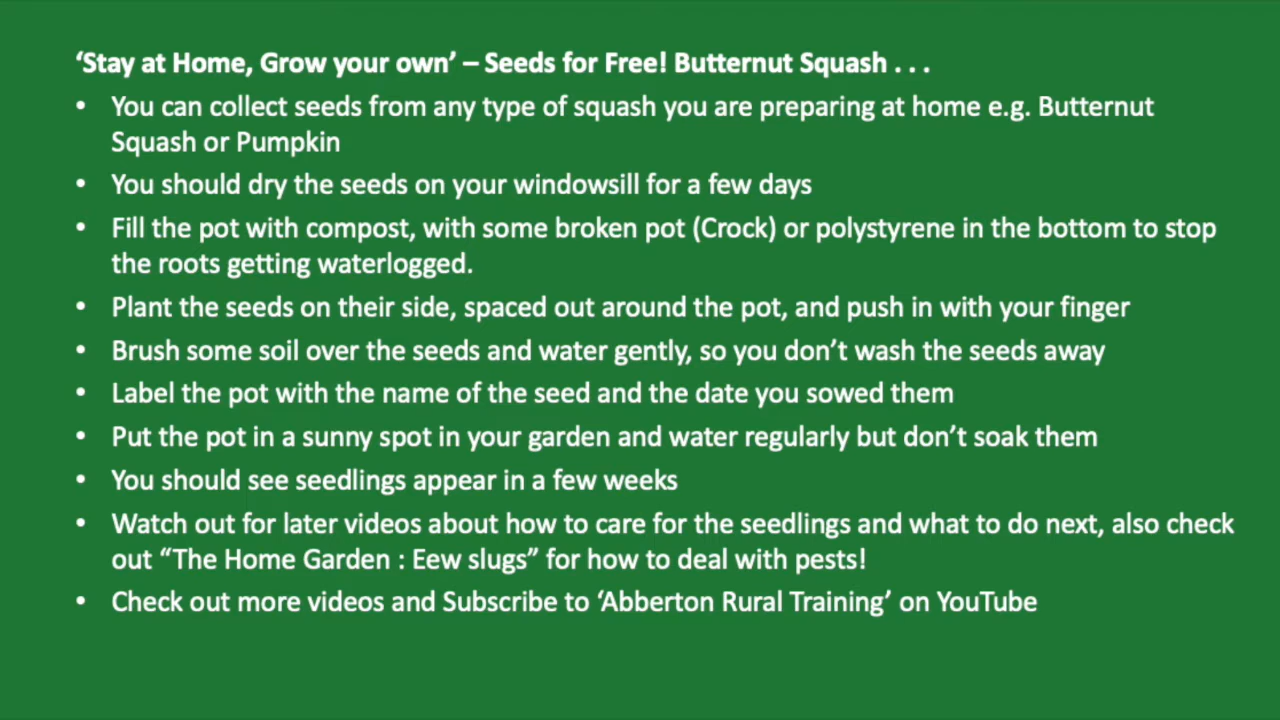 ‘Stay at Home, Grow your own’ – Seeds for Free! Butternut Squash . . .
• You can collect seeds from any type of squash you are preparing at home e.g. Butternut
Squash or Pumpkin
• You should dry the seeds on your windowsill for a few days
• Fill the pot with compost, with some broken pot (Crock) or polystyrene in the bottom to stop
the roots getting waterlogged.
• Plant the seeds on their side, spaced out around the pot, and push in with your finger
• Brush some soil over the seeds and water gently, so you don’t wash the seeds away
• Label the pot with the name of the seed and the date you sowed them
• Put the pot in a sunny spot in your garden and water regularly but don’t soak them
• You should see seedlings appear in a few weeks
• Watch out for later videos about how to care for the seedlings and what to do next, also check
out “The Home Garden : Eew slugs” for how to deal with pests!
• Check out more videos and Subscribe to ‘Abberton Rural Training’ on YouTube